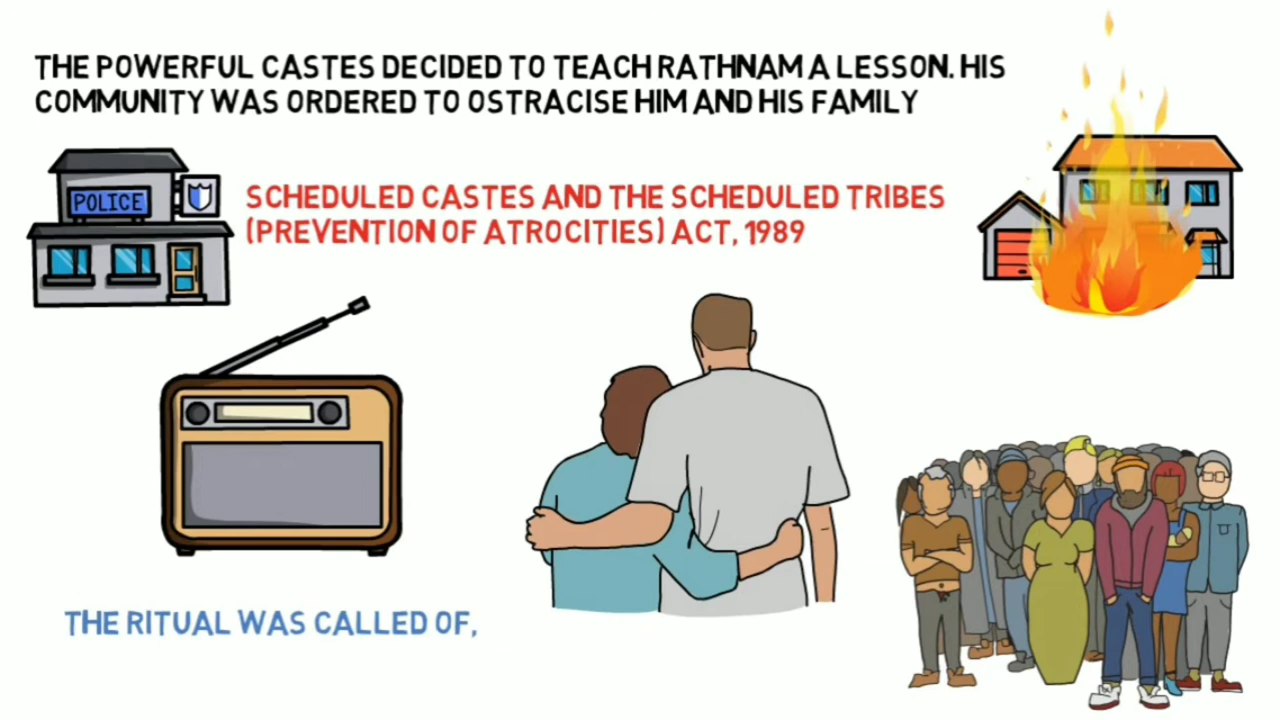 THE POWERFUL CASTES DECIDED TO TEACH RATHNAM A LESSON. HIS
COMMUNITY WAS ORDERED TO OSTRACISE HIM AND HIS FAMILY
POLICE
SCHEDULED CASTES AND THE SCHEDULED TRIBES
(PREVENTION OF ATROCITIES) ACT, 1989
THE RITUAL WAS CALLED OF,